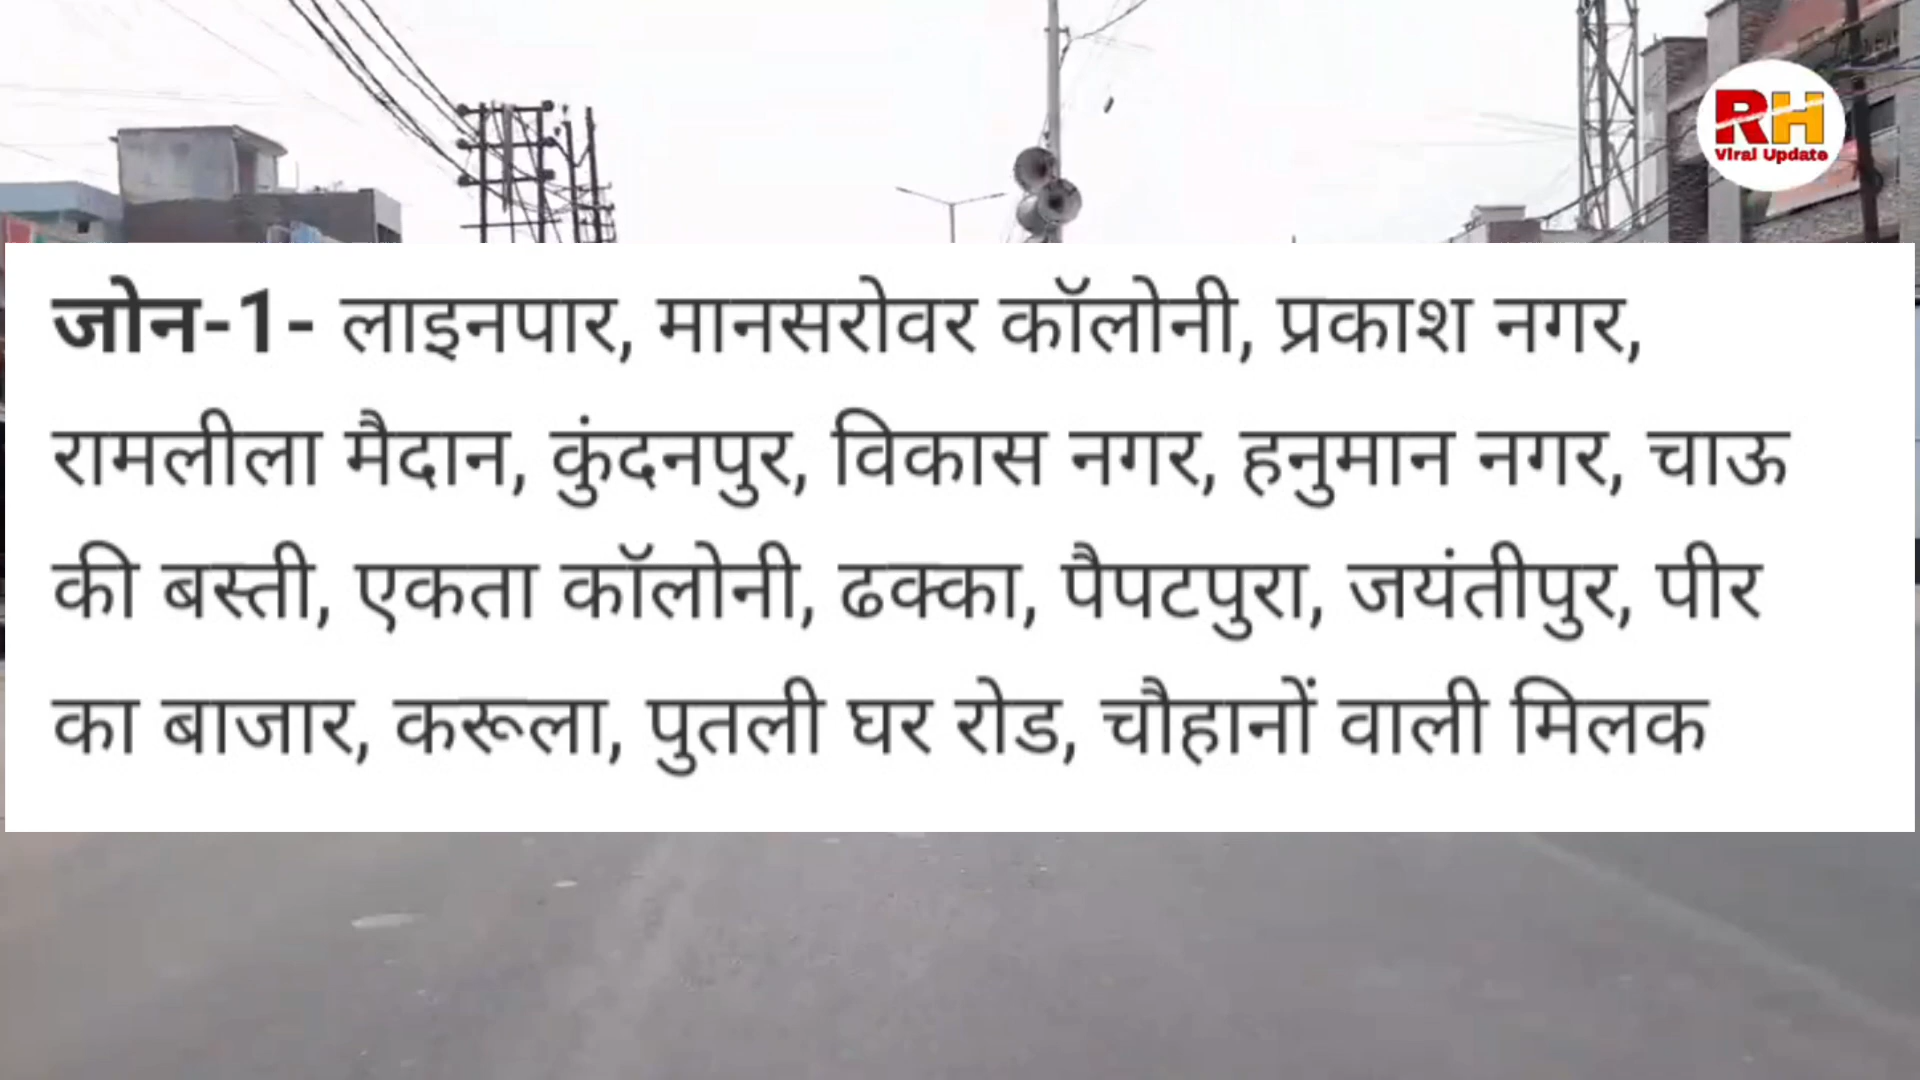 RH
Viral Update
जोन-1- लाइनपार, मानसरोवर कॉलोनी, प्रकाश नगर,
रामलीला मैदान, कुंदनपुर, विकास नगर, हनुमान नगर, चाऊ
की बस्ती, एकता कॉलोनी, ढक्का, पैपटपुरा, जयंतीपुर, पीर
का बाजार, करूला, पुतली घर रोड, चौहानों वाली मिलक